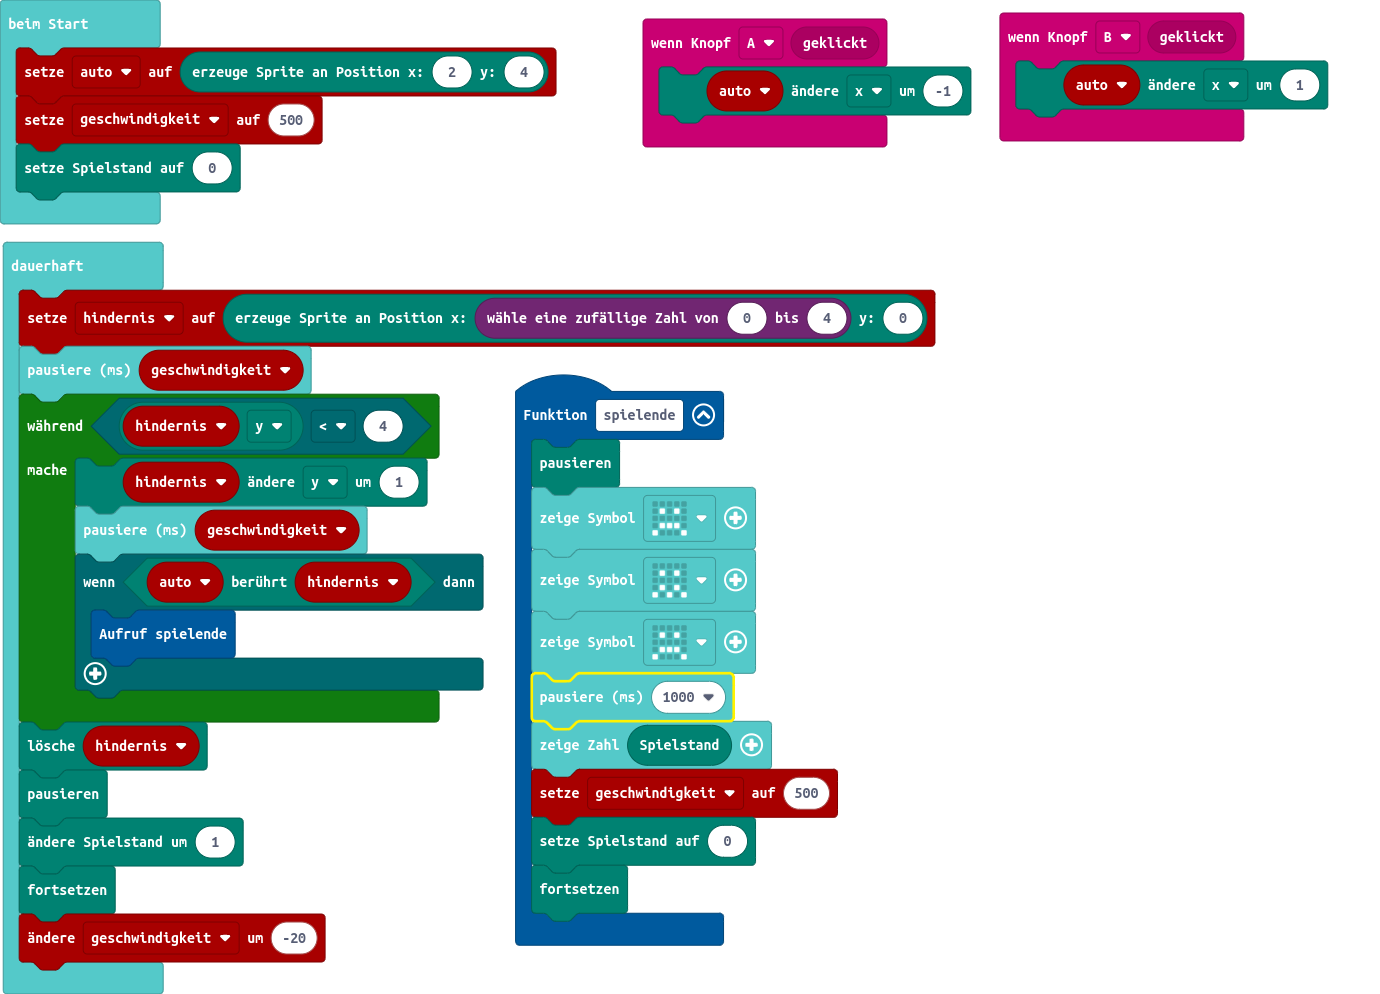 beim Start
setze auto auf erzeuge Sprite an Position x: 2 y: 4
setze geschwindigkeit auf 500
setze Spielstand auf 0
wenn Knopf A geklickt
auto ändere x um -1
wenn Knopf B geklickt
auto ändere x um 1
dauerhaft
setze hindernis auf erzeuge Sprite an Position x: wähle eine zufällige Zahl von 0 bis 4 y: 0
pausiere (ms) geschwindigkeit
während hindernis y < 4
mache hindernis ändere y um 1
pausiere (ms) geschwindigkeit
wenn auto berührt hindernis dann
Aufruf spielende
lösche hindernis
pausieren
ändere Spielstand um 1
fortsetzen
ändere geschwindigkeit um -20
Funktion spielende
pausieren
zeige Symbol
zeige Symbol
zeige Symbol
pausiere (ms) 1000
zeige Zahl Spielstand
setze geschwindigkeit auf 500
setze Spielstand auf 0
fortsetzen